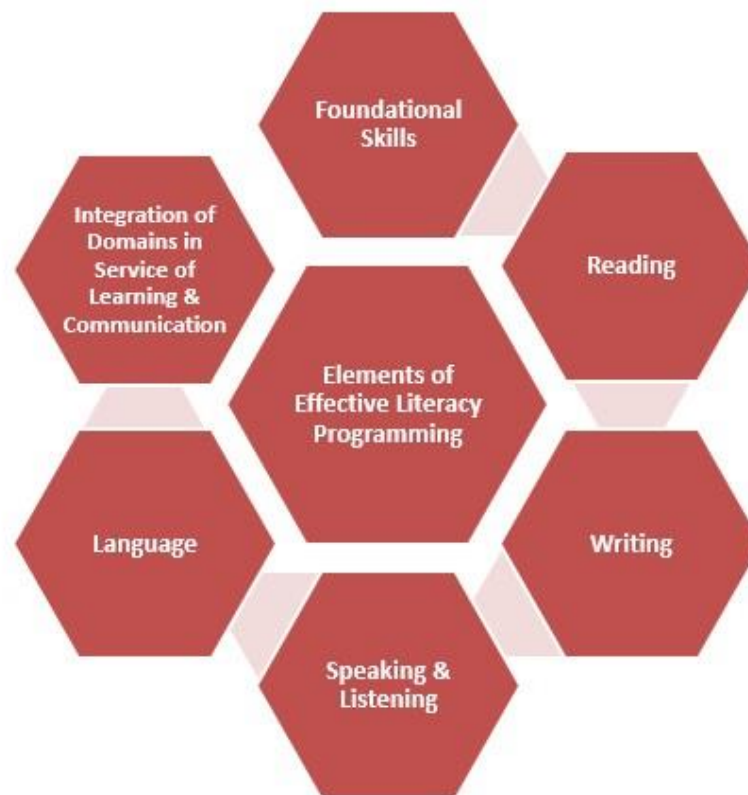 Foundational
Skills
Integration of
Domains in
Service of
Learning &
Communication
Reading
Elements of
Effective Literacy
Programming
Language
Writing
Speaking &
Listening